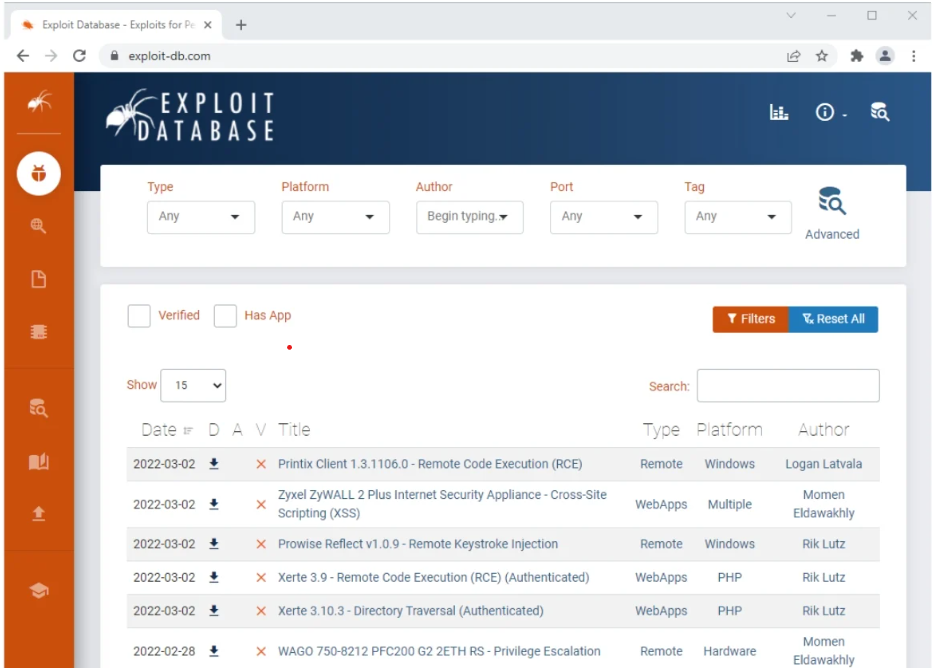 Exploit Database - Exploits for Pe
exploit-db.com
EXPLOIT
DATABASE
Type Platform Author Port Tag
Any Any Begin typing.. Any Any
Advanced
Verified Has App Filters Reset All
Show 15 Search:
Date D A V Title Type Platform Author
2022-03-02 Printix Client 1.3.1106.0 - Remote Code Execution (RCE) Remote Windows Logan Latvala
2022-03-02 Zyxel ZyWALL 2 Plus Internet Security Appliance - Cross-Site
Scripting (XSS) WebApps Multiple Momen
Eldawakhly
2022-03-02 Prowise Reflect v1.0.9 - Remote Keystroke Injection Remote Windows Rik Lutz
2022-03-02 Xerte 3.9 - Remote Code Execution (RCE) (Authenticated) WebApps PHP Rik Lutz
2022-03-02 Xerte 3.10.3 - Directory Traversal (Authenticated) WebApps PHP Rik Lutz
2022-02-28 WAGO 750-8212 PFC200 G2 2ETH RS - Privilege Escalation Remote Hardware Momen
Eldawakhly